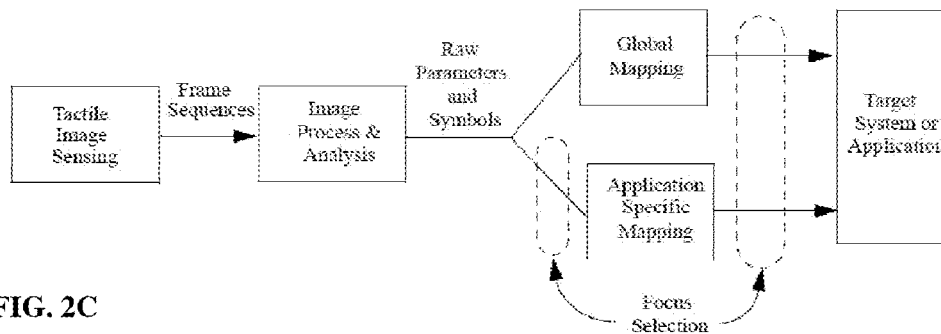 Tactile
Image
Sensing
Frame
Sequences
Image
Process &
Analysis
Raw
Parameters
and
Symbols
Global
Mapping
Application
Specific
Mapping
Target
System or
Application
Focus
Selection
FIG. 2C